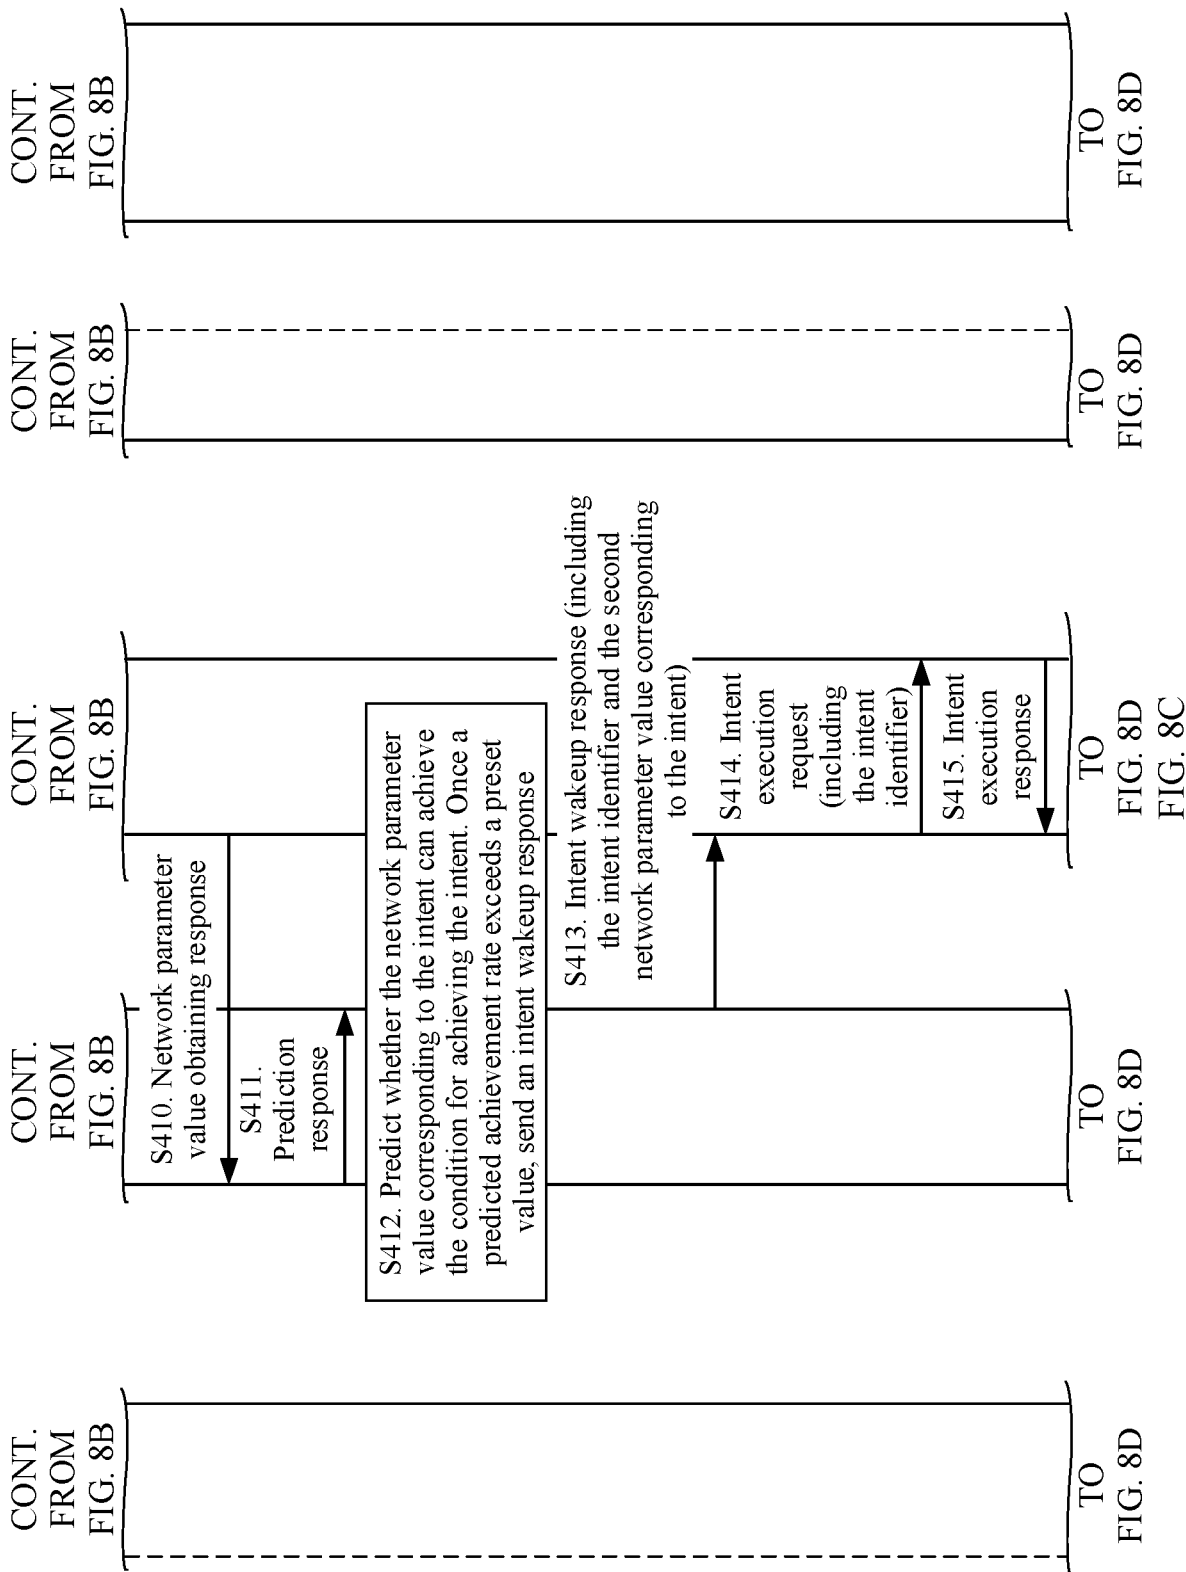 CONT.
FROM
FIG. 8B
CONT.
FROM
FIG. 8B
CONT.
FROM
FIG. 8B
CONT.
FROM
FIG. 8B
CONT.
FROM
FIG. 8B
S410. Network parameter
value obtaining response
S411.
Prediction
response
S412. Predict whether the network parameter
value corresponding to the intent can achieve
the condition for achieving the intent. Once a
predicted achievement rate exceeds a preset
value, send an intent wakeup response
S413. Intent wakeup response (including
the intent identifier and the second
network parameter value corresponding
to the intent)
S414. Intent
execution
request
(including
the intent
identifier)
S415. Intent
execution
response
TO
FIG. 8D
TO
FIG. 8D
TO
FIG. 8D
TO
FIG. 8D
TO
FIG. 8D
FIG. 8C